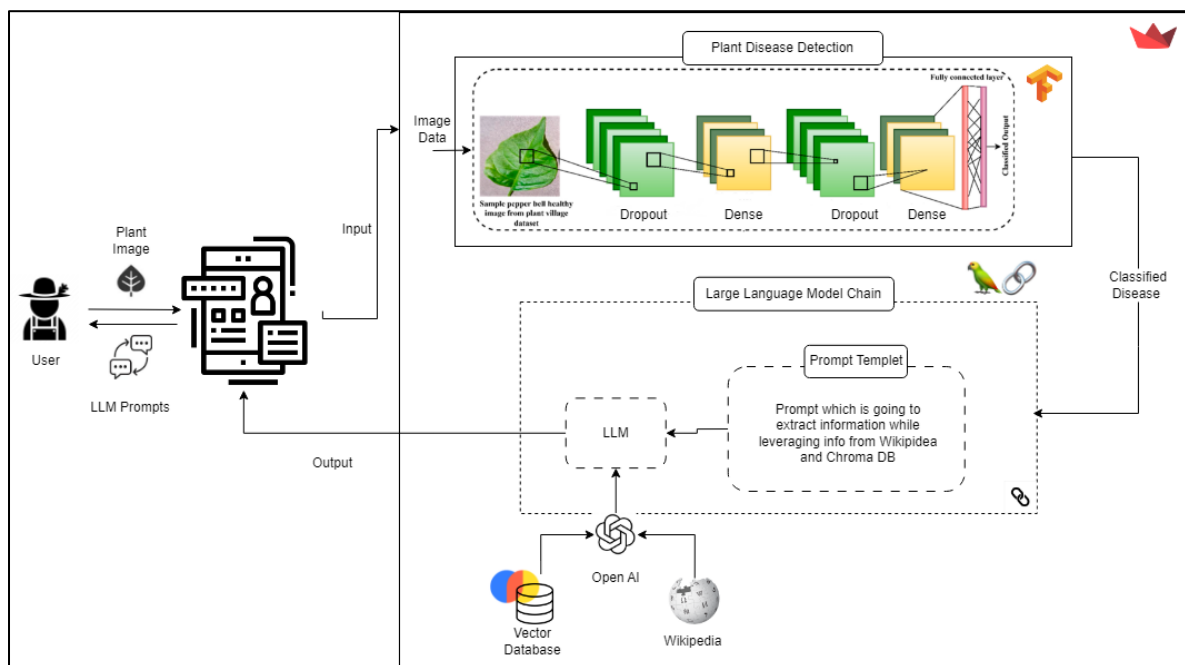 Plant Disease Detection
Fully connected layer
Image
Data
Classified Output
Sample pepper bell healthy
image from plant village
dataset
Dropout
Dense
Dropout
Dense
Plant
Image
Input
User
LLM Prompts
Classified
Disease
Large Language Model Chain
Prompt Templet
Prompt which is going to
extract information while
leveraging info from Wikipidea
and Chroma DB
LLM
Output
Open AI
Vector
Database
Wikipedia